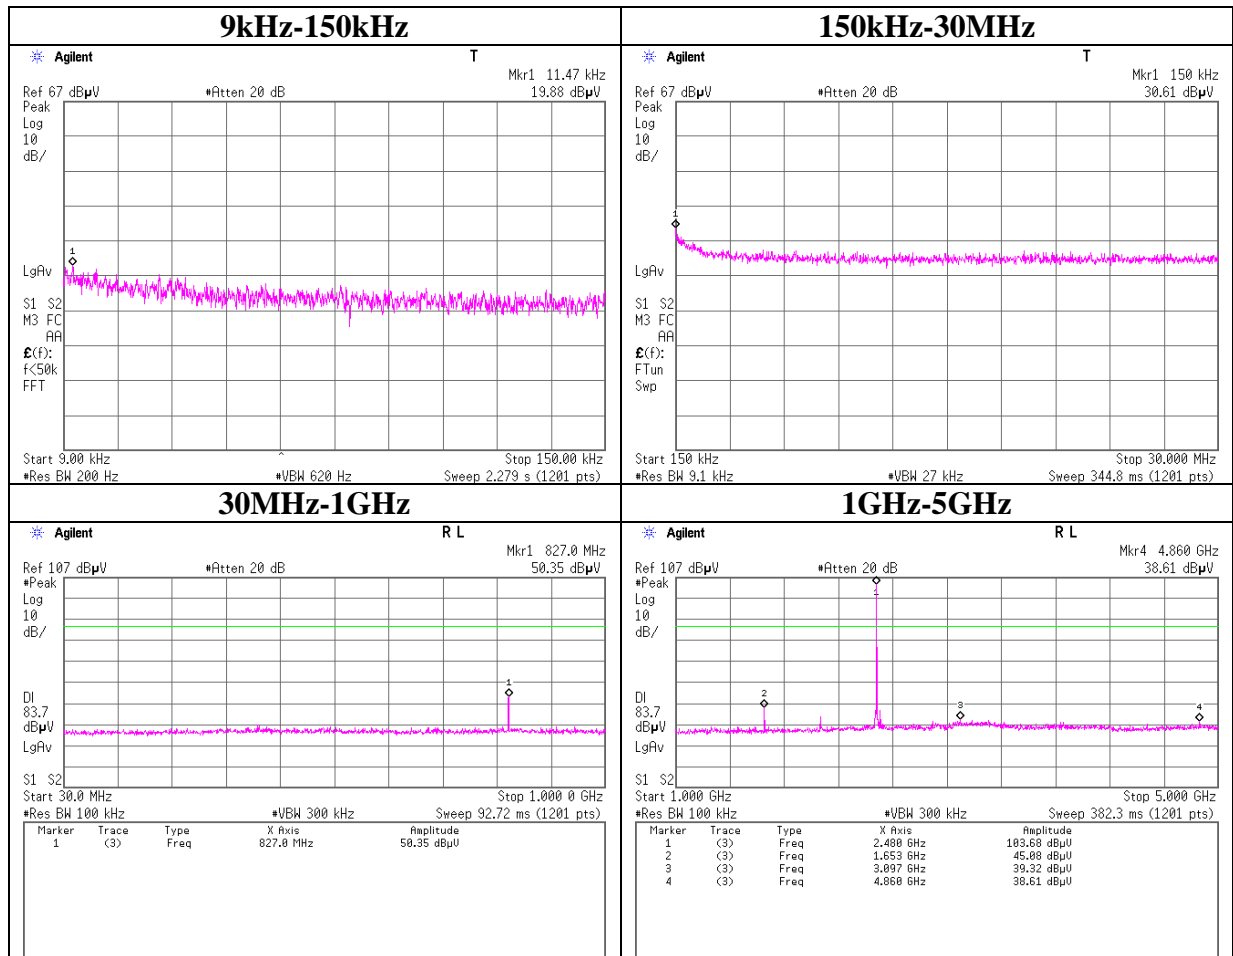 9kHz-150kHz
Agilent T
Mkr1 11.47 kHz
Ref 67 dBµV #Atten 20 dB 19.88 dBµV
Peak
Log
10
dB/
1
LgAv
S1 S2
M3 FC
AA
£(f):
f<50k
FFT
Start 9.00 kHz ^ Stop 150.00 kHz
#Res BW 200 Hz #VBW 620 Hz Sweep 2.279 s (1201 pts)
150kHz-30MHz
Agilent T
Mkr1 150 kHz
Ref 67 dBµV #Atten 20 dB 30.61 dBµV
Peak
Log
10
dB/
1
LgAv
S1 S2
M3 FC
AA
£(f):
FTun
Swp
Start 150 kHz Stop 30.000 MHz
#Res BW 9.1 kHz #VBW 27 kHz Sweep 344.8 ms (1201 pts)
30MHz-1GHz
Agilent R L
Mkr1 827.0 MHz
Ref 107 dBµV #Atten 20 dB 50.35 dBµV
#Peak
Log
10
dB/
1
DI
83.7
dBµV
LgAv
S1 S2
Start 30.0 MHz Stop 1.000 0 GHz
#Res BW 100 kHz #VBW 300 kHz Sweep 92.72 ms (1201 pts)
Marker Trace Type X Axis Amplitude
1 (3) Freq 827.0 MHz 50.35 dBµV
1GHz-5GHz
Agilent R L
Mkr4 4.860 GHz
Ref 107 dBµV #Atten 20 dB 38.61 dBµV
#Peak
Log
10
dB/
1
2
3
4
DI
83.7
dBµV
LgAv
S1 S2
Start 1.000 GHz Stop 5.000 GHz
#Res BW 100 kHz #VBW 300 kHz Sweep 382.3 ms (1201 pts)
Marker Trace Type X Axis Amplitude
1 (3) Freq 2.480 GHz 103.68 dBµV
2 (3) Freq 1.653 GHz 45.08 dBµV
3 (3) Freq 3.097 GHz 39.32 dBµV
4 (3) Freq 4.860 GHz 38.61 dBµV